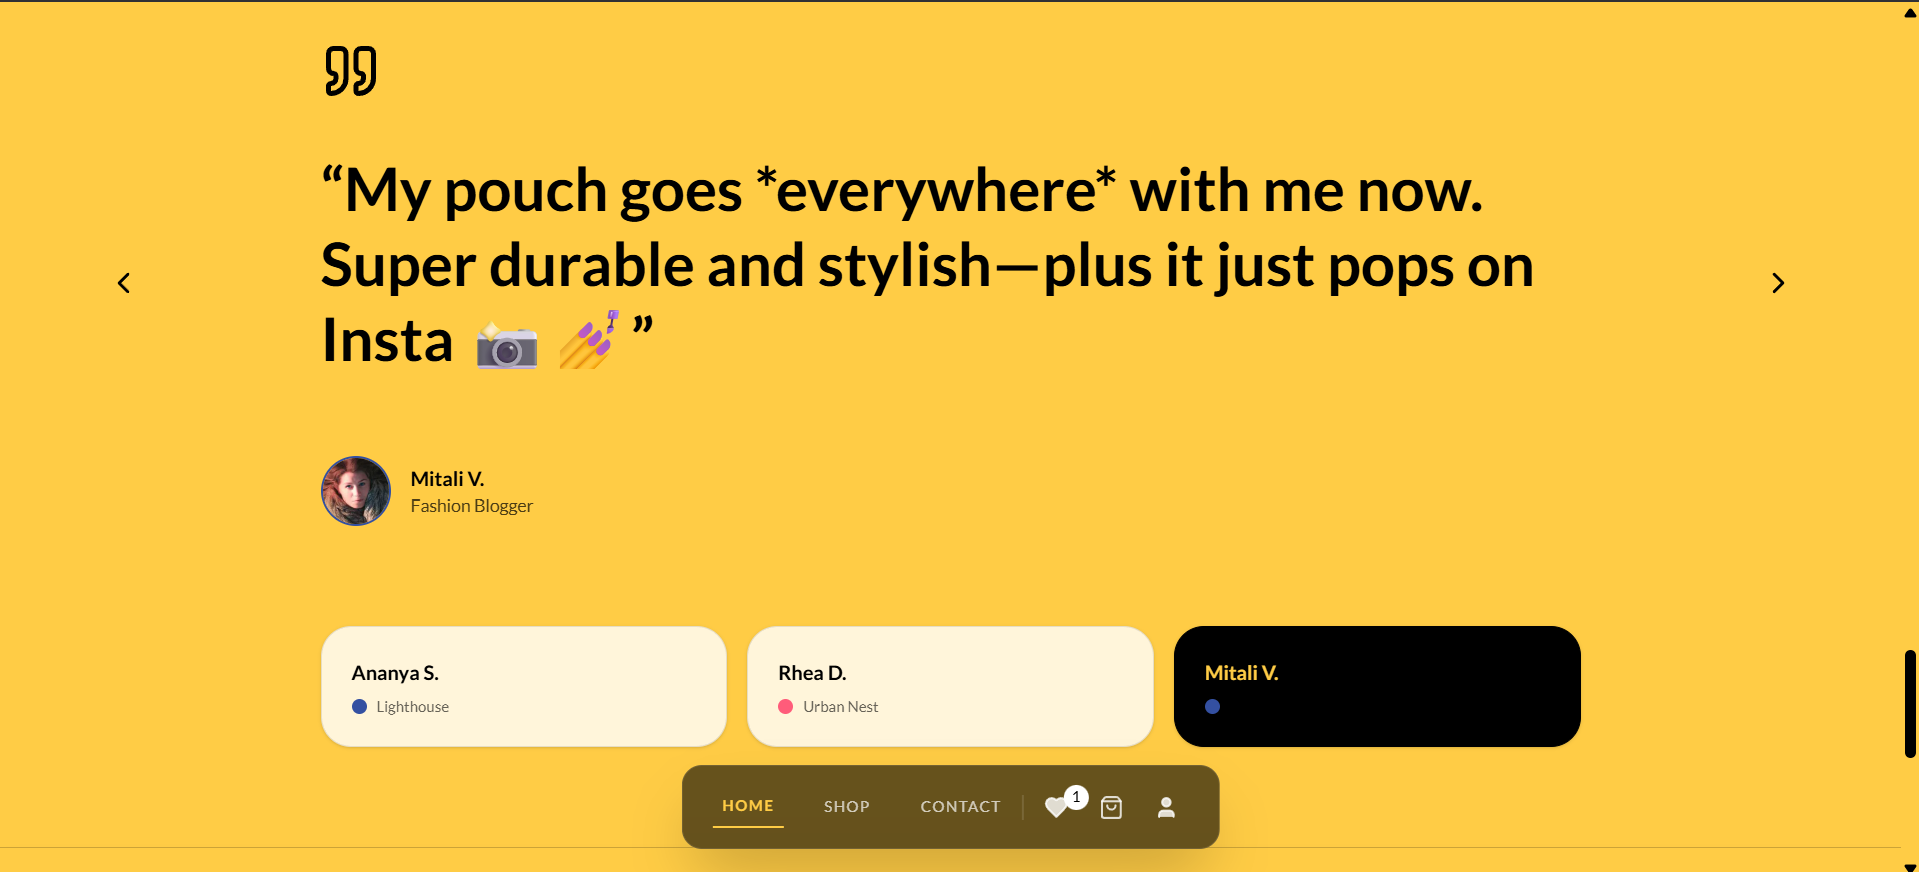 “My pouch goes *everywhere* with me now.
Super durable and stylish—plus it just pops on
Insta 📸 💅”
Mitali V.
Fashion Blogger
Ananya S.
Lighthouse
Rhea D.
Urban Nest
Mitali V.
HOME SHOP CONTACT 1